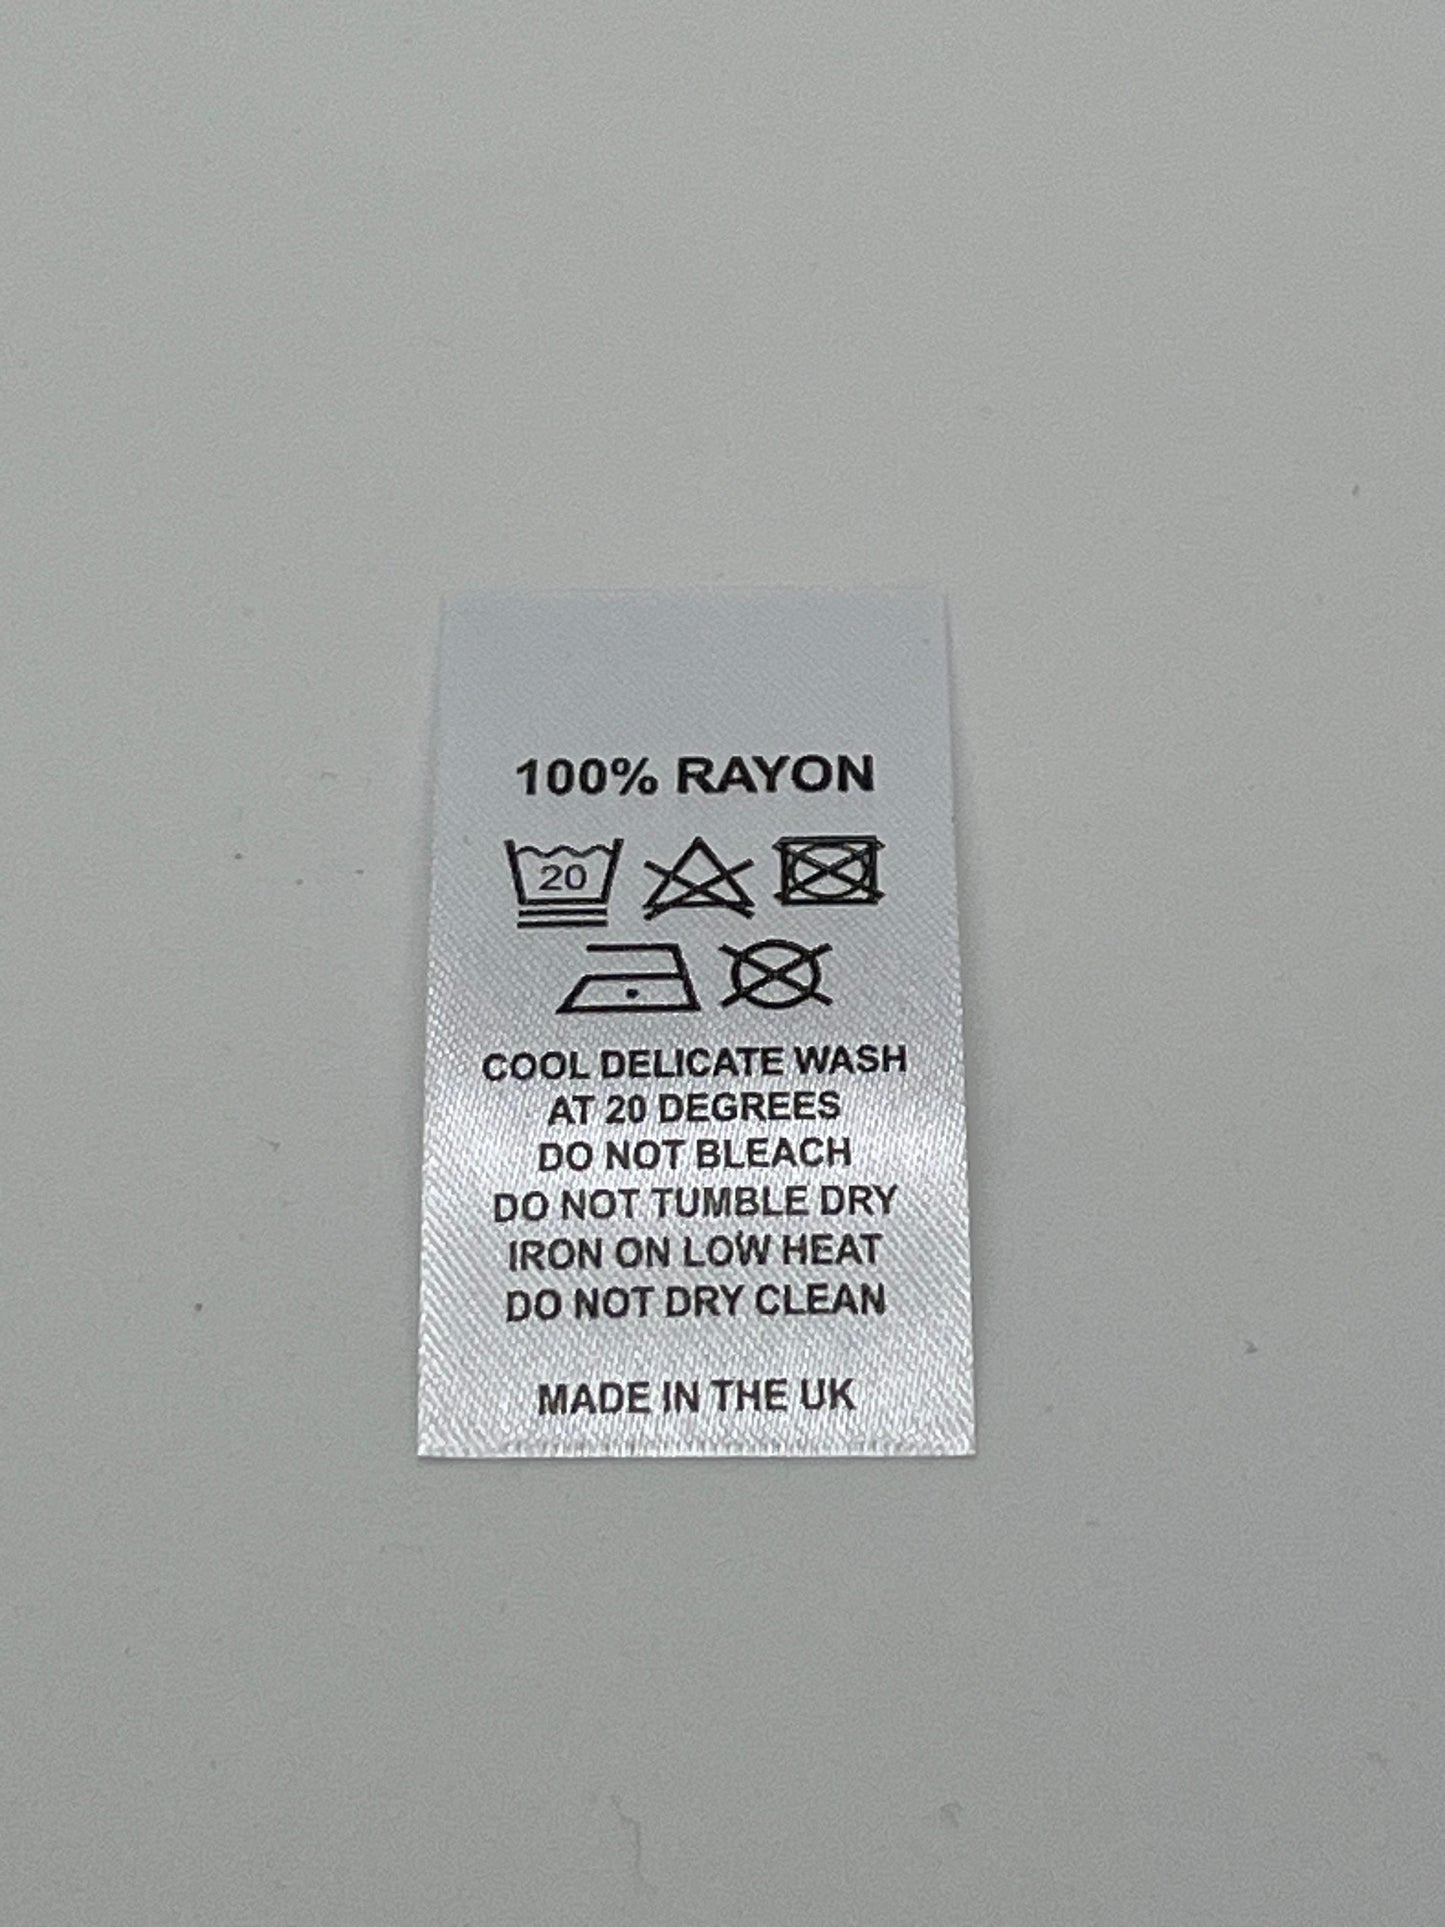 100% RAYON
20
COOL DELICATE WASH
AT 20 DEGREES
DO NOT BLEACH
DO NOT TUMBLE DRY
IRON ON LOW HEAT
DO NOT DRY CLEAN
MADE IN THE UK